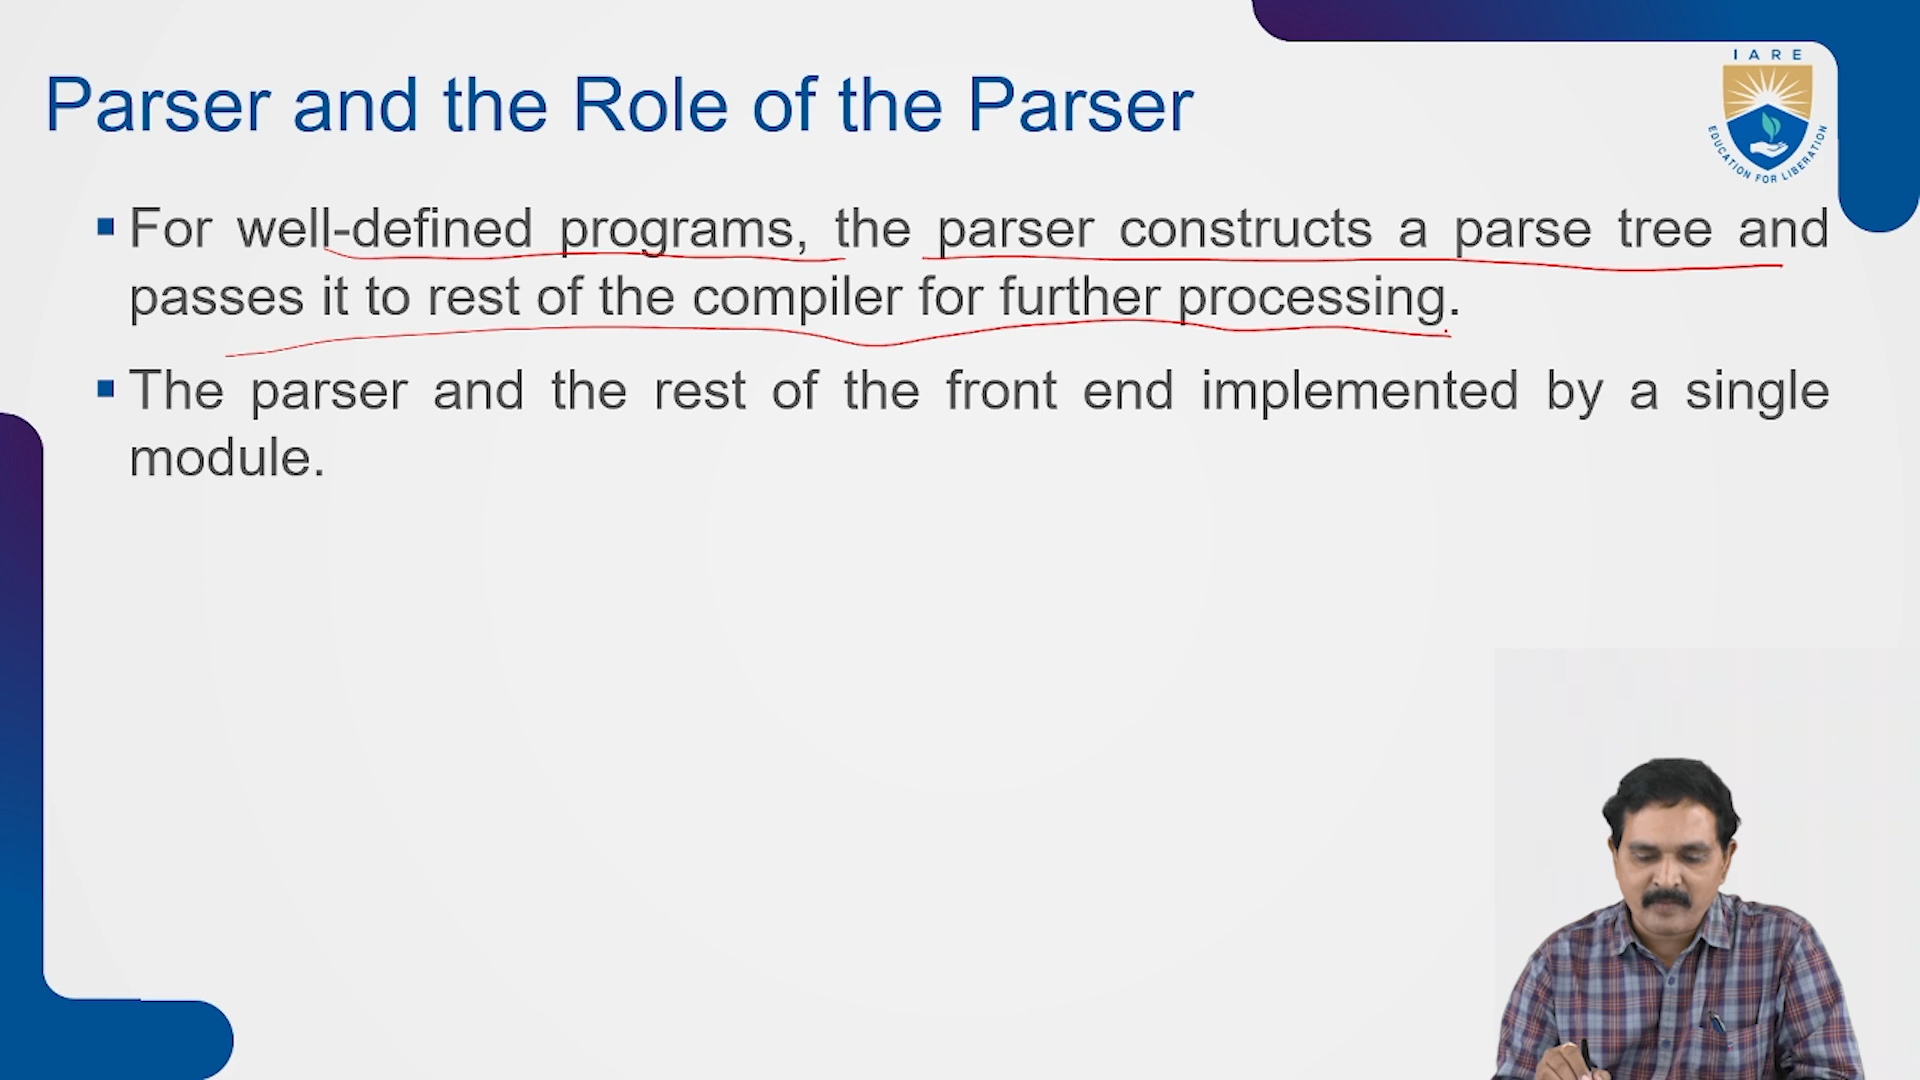 IARE
Parser and the Role of the Parser
EDUCATION FOR LIBERATION
▪ For well-defined programs, the parser constructs a parse tree and
passes it to rest of the compiler for further processing.
▪ The parser and the rest of the front end implemented by a single
module.